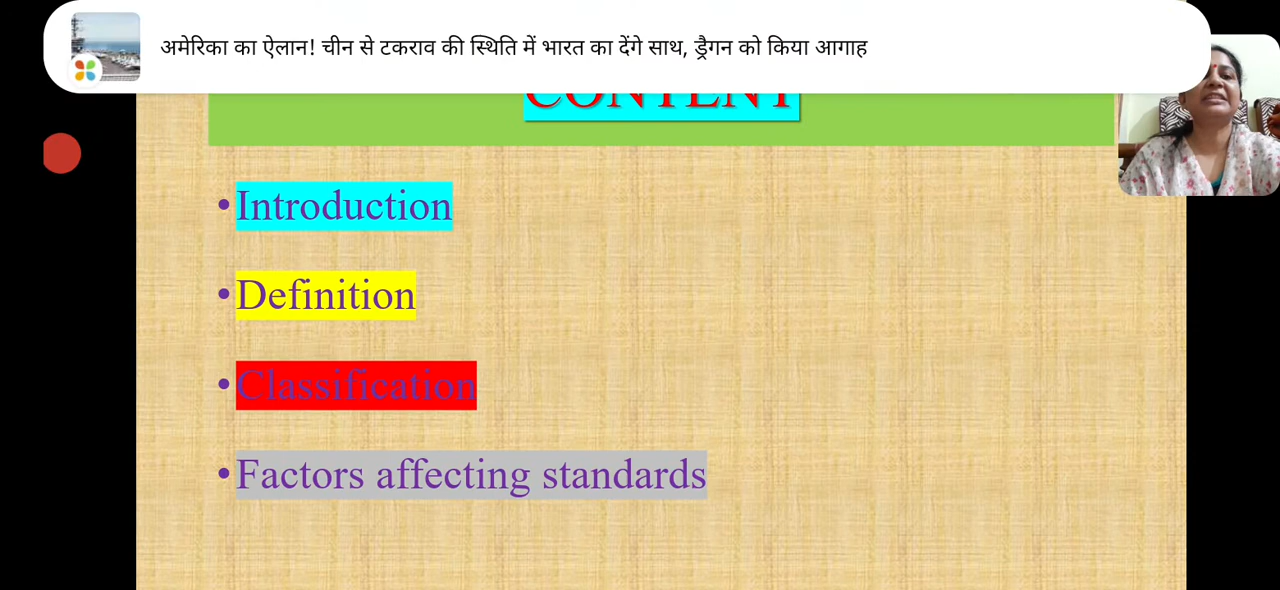 अमेरिका का ऐलान! चीन से टकराव की स्थिति में भारत का देंगे साथ, ड्रैगन को किया आगाह
CONTENT
• Introduction
• Definition
• Classification
• Factors affecting standards